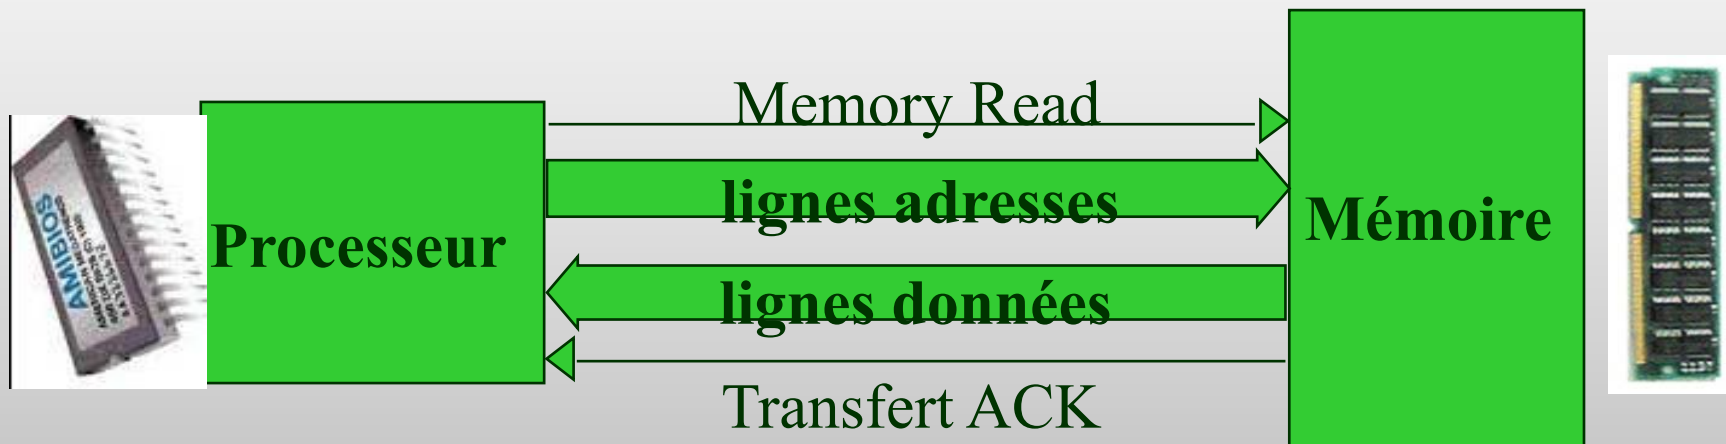 Memory Read
lignes adresses
Processeur
Mémoire
lignes données
Transfert ACK
AMIBIOS